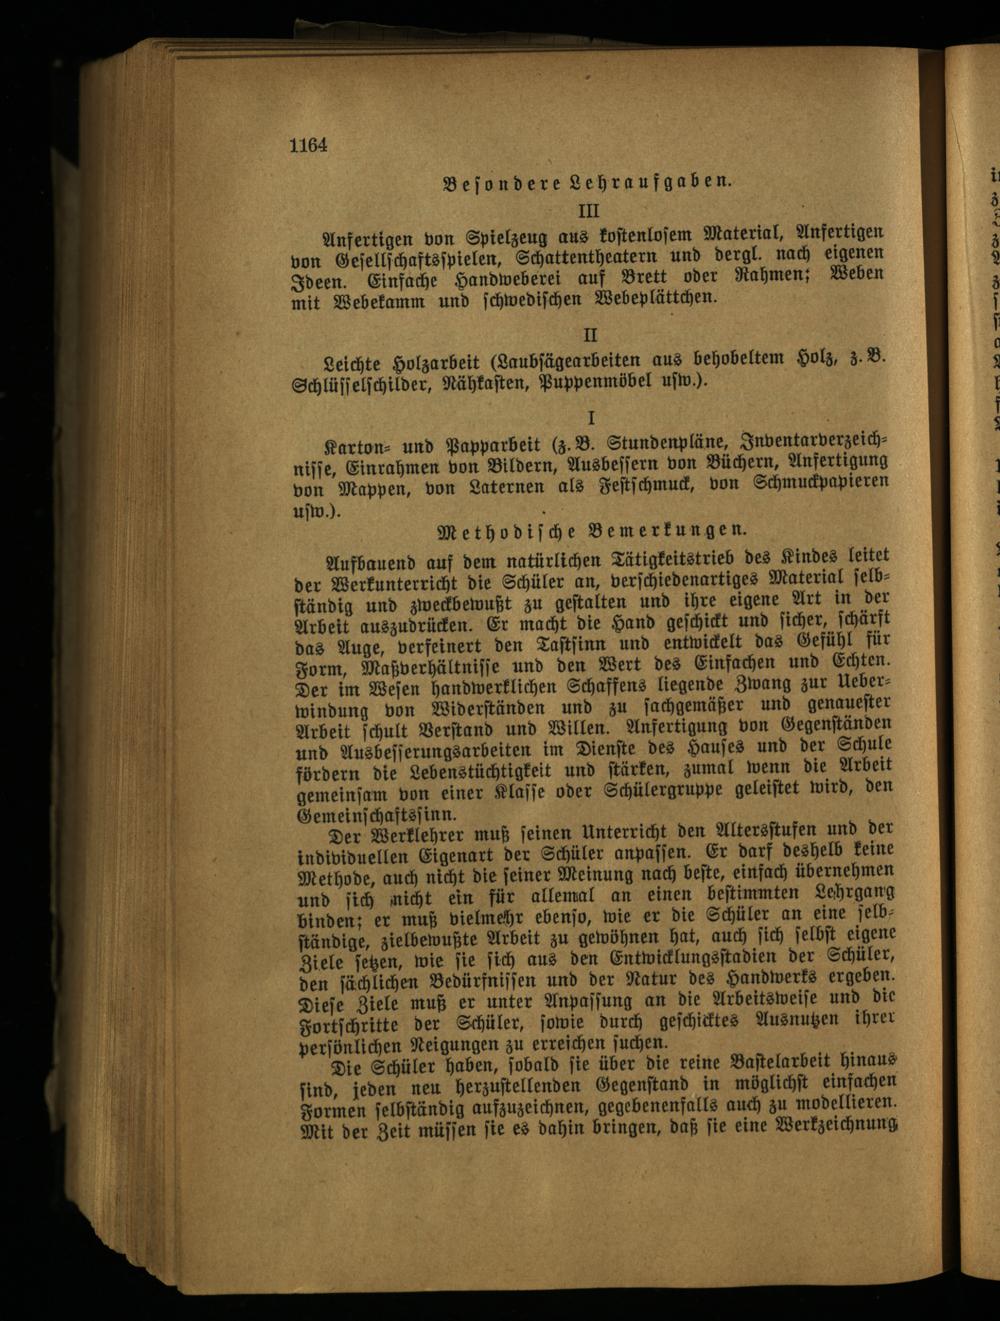 1164
Besondere Lehraufgaben.
III
Anfertigen von Spielzeug aus kostenlosem Material, Anfertigen
von Gesellschaftsspielen, Schattentheatern und dergl. nach eigenen
Ideen. Einfache Handweberei auf Brett oder Rahmen; Weben
mit Webekamm und schwedischen Webeplättchen.
II
Leichte Holzarbeit (Laubsägearbeiten aus behobeltem Holz, z. B.
Schlüsselschilder, Nähkasten, Puppenmöbel usw.).
I
Karton- und Papparbeit (z. B. Stundenpläne, Inventarverzeich-
nisse, Einrahmen von Bildern, Ausbessern von Büchern, Anfertigung
von Mappen, von Laternen als Festschmuck, von Schmuckpapieren
usw.).
Methodische Bemerkungen.
Aufbauend auf dem natürlichen Tätigkeitstrieb des Kindes leitet
der Werkunterricht die Schüler an, verschiedenartiges Material selb-
ständig und zweckbewußt zu gestalten und ihre eigene Art in der
Arbeit auszudrücken. Er macht die Hand geschickt und sicher, schärft
das Auge, verfeinert den Tastsinn und entwickelt das Gefühl für
Form, Maßverhältnisse und den Wert des Einfachen und Echten.
Der im Wesen handwerklichen Schaffens liegende Zwang zur Ueber-
windung von Widerständen und zu sachgemäßer und genauester
Arbeit schult Verstand und Willen. Anfertigung von Gegenständen
und Ausbesserungsarbeiten im Dienste des Hauses und der Schule
fördern die Lebenstüchtigkeit und stärken, zumal wenn die Arbeit
gemeinsam von einer Klasse oder Schülergruppe geleistet wird, den
Gemeinschaftssinn.
Der Werklehrer muß seinen Unterricht den Altersstufen und der
individuellen Eigenart der Schüler anpassen. Er darf deshelb keine
Methode, auch nicht die seiner Meinung nach beste, einfach übernehmen
und sich nicht ein für allemal an einen bestimmten Lehrgang
binden; er muß vielmehr ebenso, wie er die Schüler an eine selb-
ständige, zielbewußte Arbeit zu gewöhnen hat, auch sich selbst eigene
Ziele setzen, wie sie sich aus den Entwicklungsstadien der Schüler,
den sächlichen Bedürfnissen und der Natur des Handwerks ergeben.
Diese Ziele muß er unter Anpassung an die Arbeitsweise und die
Fortschritte der Schüler, sowie durch geschicktes Ausnutzen ihrer
persönlichen Neigungen zu erreichen suchen.
Die Schüler haben, sobald sie über die reine Bastelarbeit hinaus
sind, jeden neu herzustellenden Gegenstand in möglichst einfachen
Formen selbständig aufzuzeichnen, gegebenenfalls auch zu modellieren.
Mit der Zeit müssen sie es dahin bringen, daß sie eine Werkzeichnung